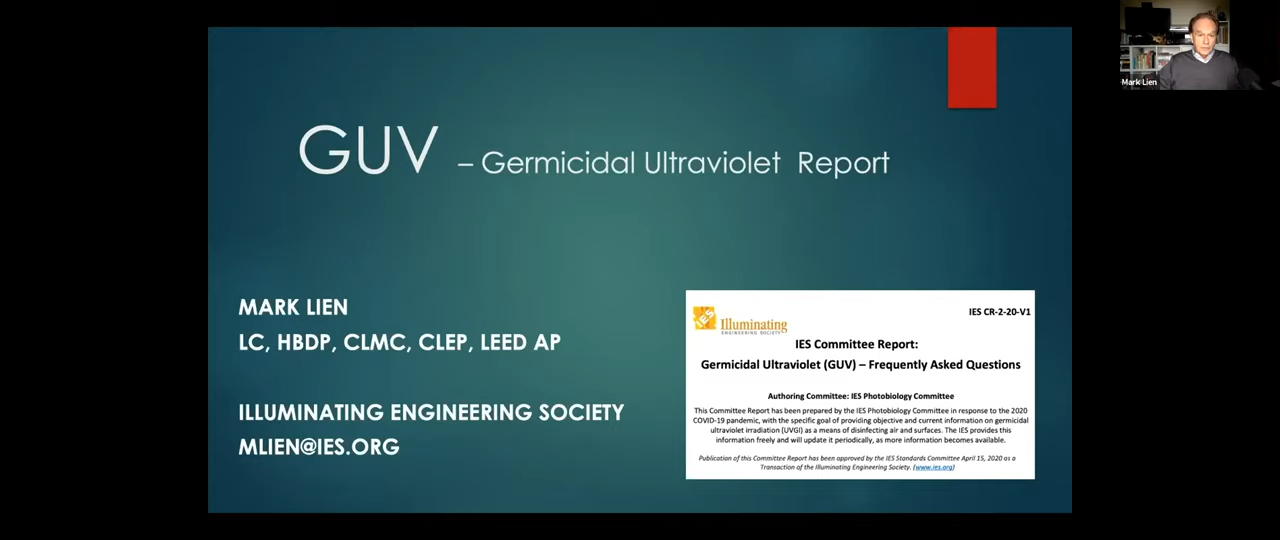 GUV – Germicidal Ultraviolet Report
MARK LIEN
LC, HBDP, CLMC, CLEP, LEED AP
ILLUMINATING ENGINEERING SOCIETY
MLIEN@IES.ORG
IES CR-2-20-V1
IES
Illuminating
ENGINEERING SOCIETY
IES Committee Report:
Germicidal Ultraviolet (GUV) – Frequently Asked Questions
Authoring Committee: IES Photobiology Committee
This Committee Report has been prepared by the IES Photobiology Committee in response to the 2020
COVID-19 pandemic, with the specific goal of providing objective and current information on germicidal
ultraviolet irradiation (UVGI) as a means of disinfecting air and surfaces. The IES provides this
information freely and will update it periodically, as more information becomes available.
Publication of this Committee Report has been approved by the IES Standards Committee April 15, 2020 as a
Transaction of the Illuminating Engineering Society. (www.ies.org)
Mark Lien